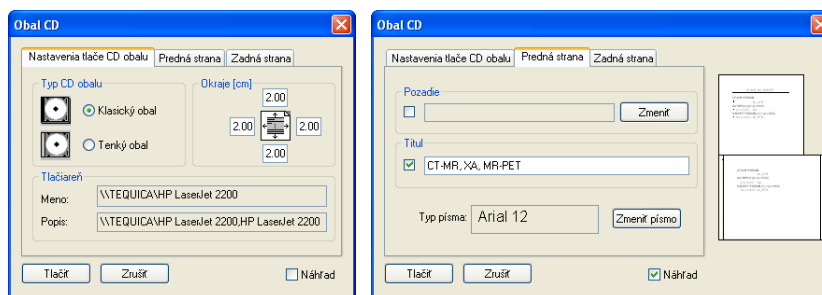 Obal CD
Nastavenia tlače CD obalu Predná strana Zadná strana
Typ CD obalu
Klasický obal
Tenký obal
Okraje [cm]
2.00
2.00 2.00
2.00
Tlačiareň
Meno: \\TEQUICA\HP LaserJet 2200
Popis: \\TEQUICA\HP LaserJet 2200,HP LaserJet 2200
Tlačiť Zrušiť Náhľad
Obal CD
Nastavenia tlače CD obalu Predná strana Zadná strana
Pozadie
Zmeniť
Titul
CT-MR, XA, MR-PET
Typ písma: Arial 12 Zmeniť písmo
Tlačiť Zrušiť Náhľad